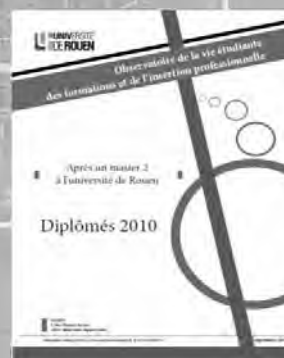 UNIVERSITÉ
DE ROUEN
Observatoire de la vie étudiante
des formations et de l'insertion professionnelle
Après un master 2
à l'université de Rouen
Diplômés 2010